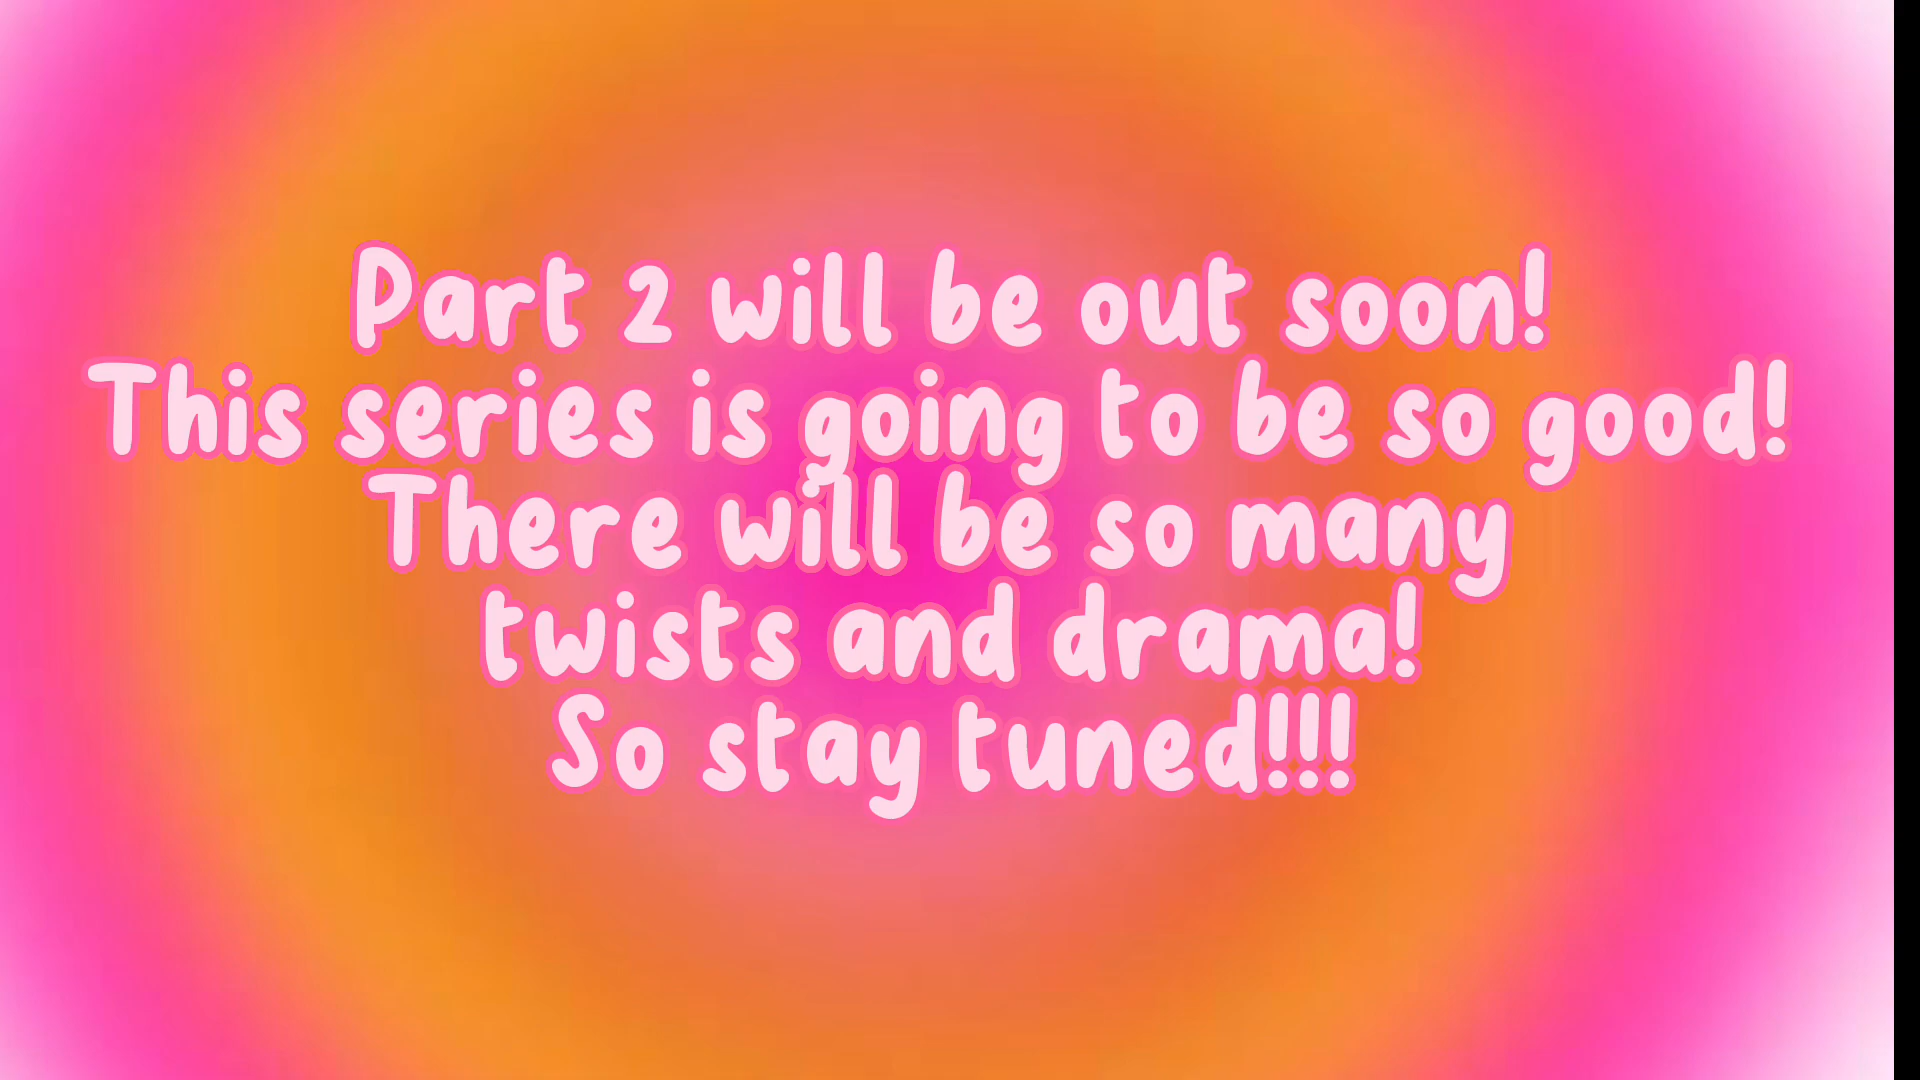 Part 2 will be out soon!
This series is going to be so good!
There will be so many
twists and drama!
So stay tuned!!!